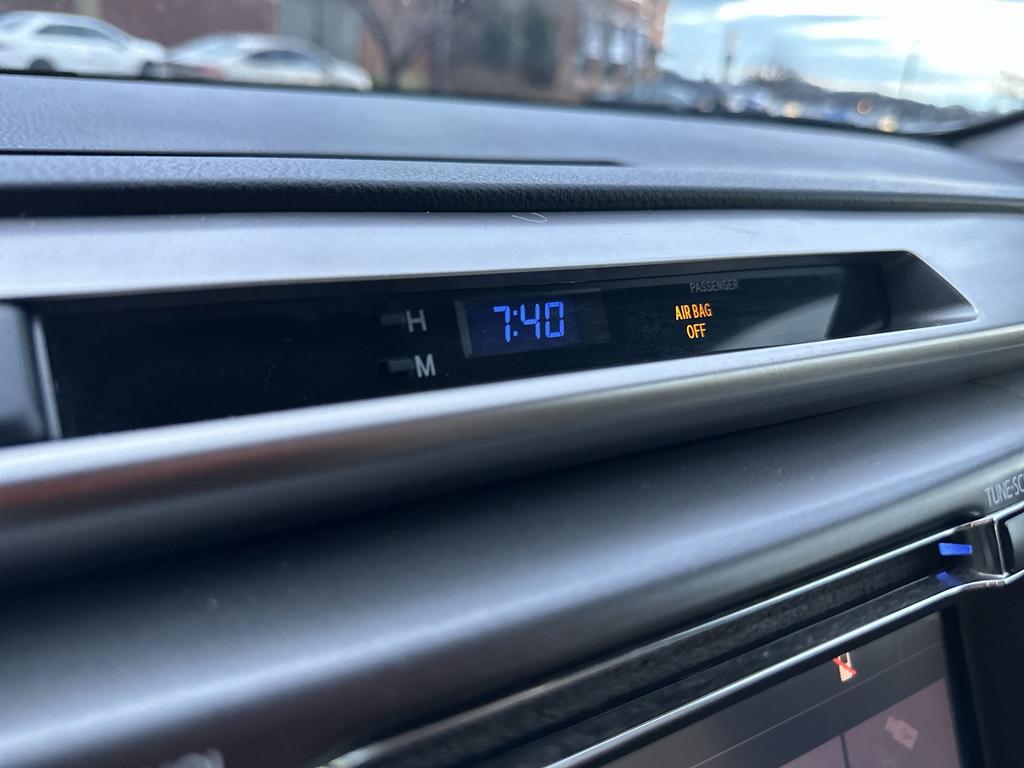 PASSENGER
H
7:40
AIR BAG
OFF
M